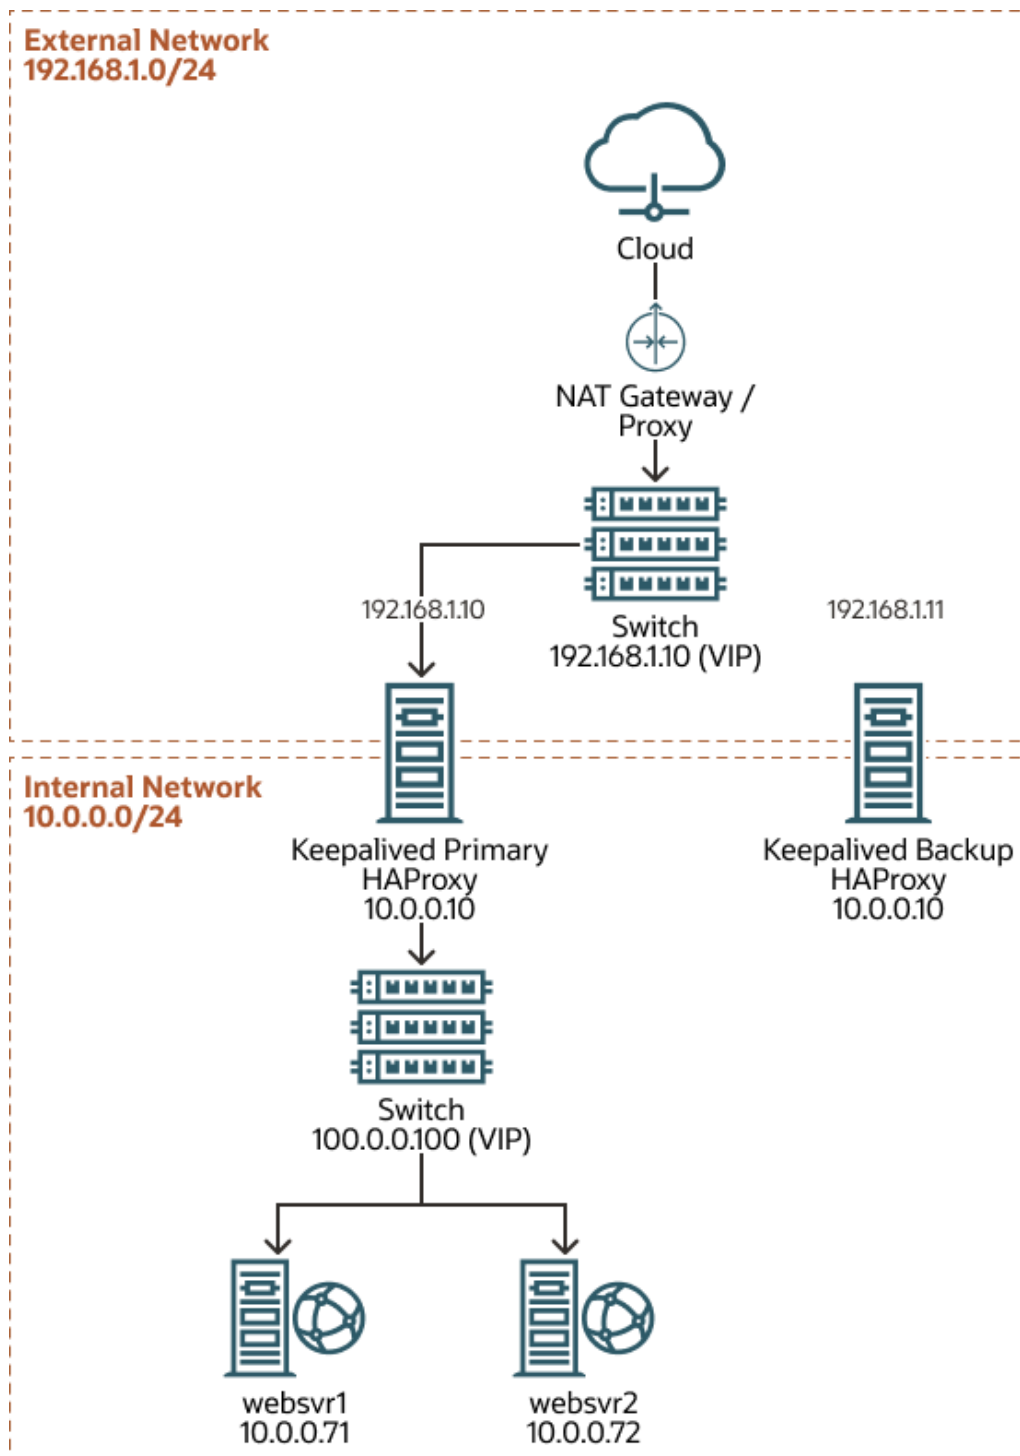 External Network
192.168.1.0/24
Cloud
NAT Gateway /
Proxy
192.168.1.10
Switch
192.168.1.10 (VIP)
192.168.1.11
Internal Network
10.0.0.0/24
Keepalived Primary
HAProxy
10.0.0.10
Keepalived Backup
HAProxy
10.0.0.10
Switch
100.0.0.100 (VIP)
websvr1
10.0.0.71
websvr2
10.0.0.72